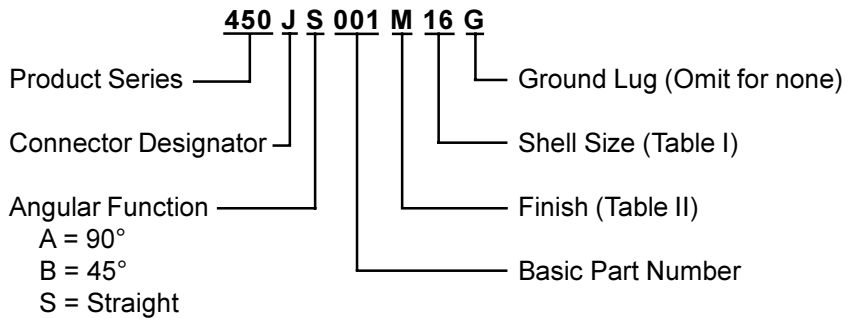 450 J S 001 M 16 G
Product Series
Connector Designator
Angular Function
A = 90°
B = 45°
S = Straight
Ground Lug (Omit for none)
Shell Size (Table I)
Finish (Table II)
Basic Part Number